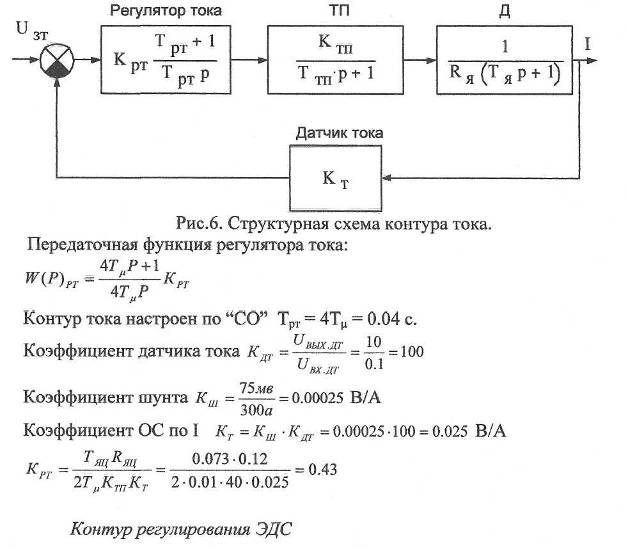 Регулятор тока ТП Д
U зт K рт T рт + 1 / T рт p K тп / T тп·p + 1 1 / R я (T я p + 1) I
Датчик тока
K т
Рис.6. Структурная схема контура тока.
Передаточная функция регулятора тока:
W(P)РТ = (4TμP+1)/(4TμP) KРТ
Контур тока настроен по “СО” Tрт = 4Tμ = 0.04 с.
Коэффициент датчика тока KДТ = UВЫХ.ДТ/UВХ.ДТ = 10/0.1 = 100
Коэффициент шунта KШ = 75мв/300а = 0.00025 В/А
Коэффициент ОС по I KТ = KШ · KДТ = 0.00025·100 = 0.025 В/А
KРТ = TЯЦ RЯЦ/(2Tμ KТП KТ) = (0.073·0.12)/(2·0.01·40·0.025) = 0.43
Контур регулирования ЭДС